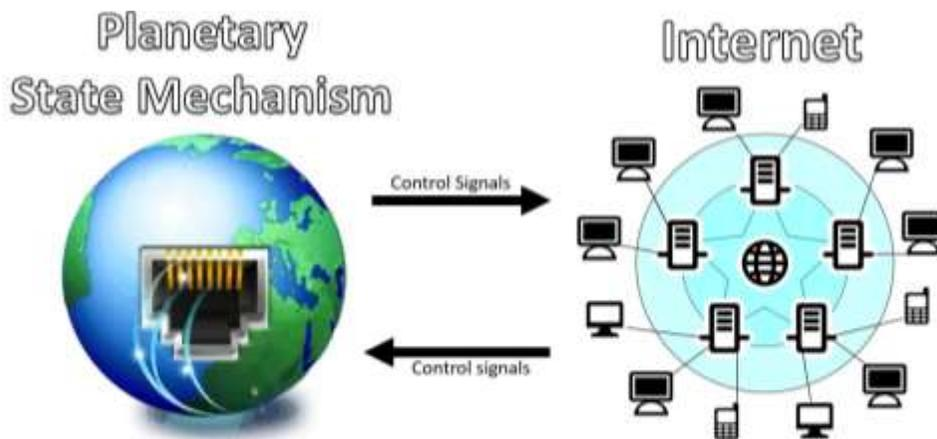 Planetary
State Mechanism
Internet
Control Signals
Control signals